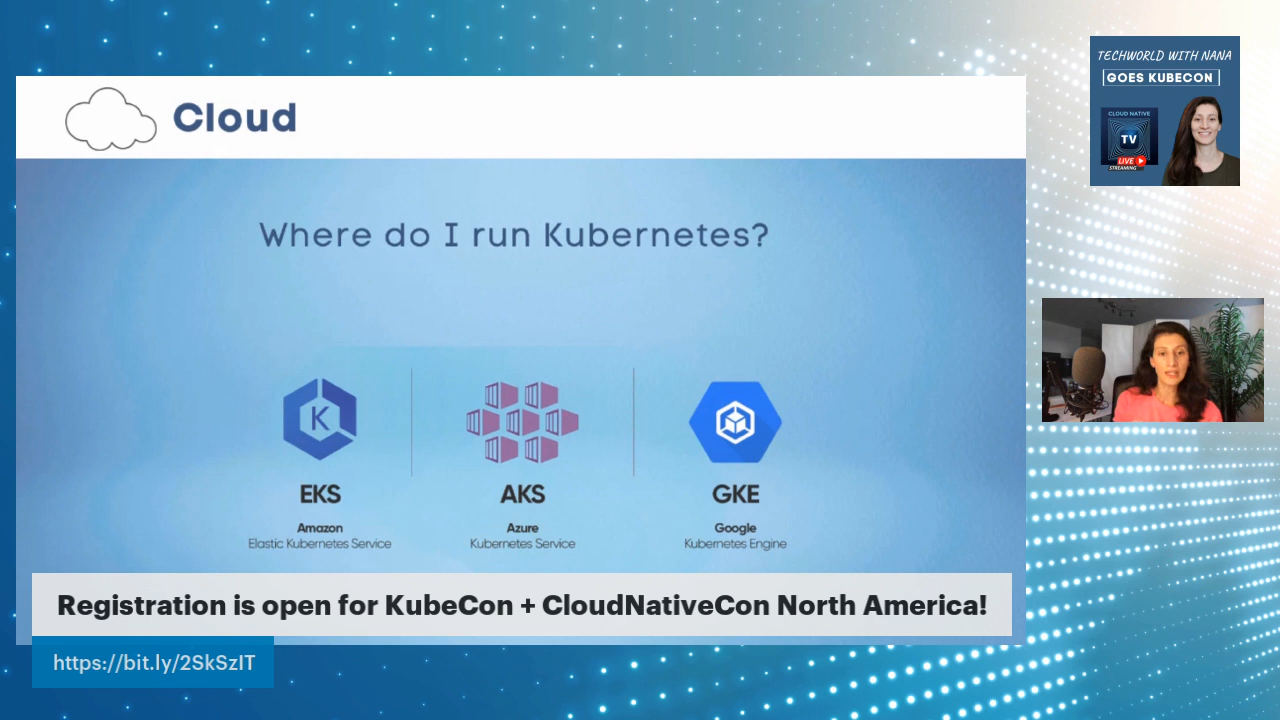 Cloud
Where do I run Kubernetes?
K
EKS
Amazon
Elastic Kubernetes Service
AKS
Azure
Kubernetes Service
GKE
Google
Kubernetes Engine
Registration is open for KubeCon + CloudNativeCon North America!
https://bit.ly/2SkSzIT
TECHWORLD WITH NANA
GOES KUBECON
CLOUD NATIVE
TV
LIVE
STREAMING